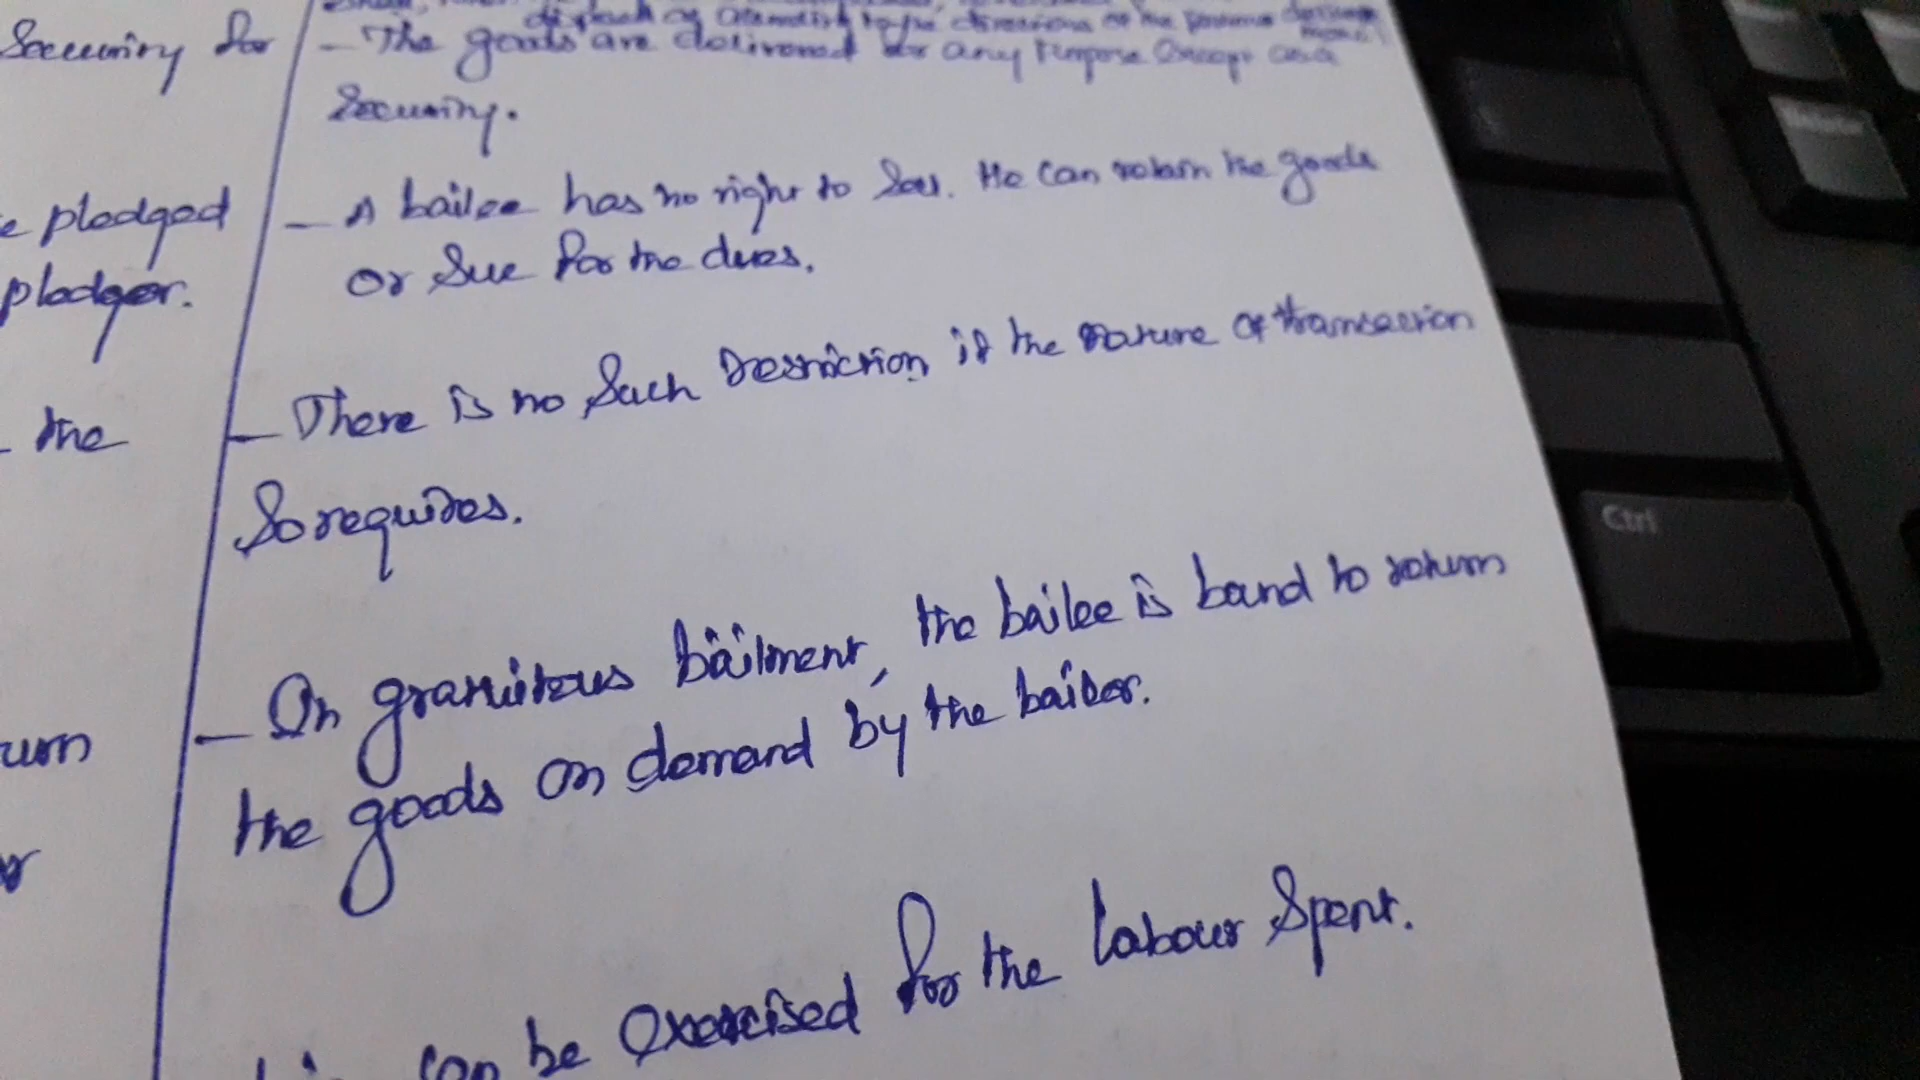 Security for
e pledged
pledger.
the
urn
- The goods are delivered for any Purpose Except as a
Security.
- A bailee has no right to Sell. He Can retain the goods
or Sue for the dues.
- There is no Such restriction if the nature of transaction
So requires.
- On gratuitous bailment, the bailee is band to return
the goods on demand by the bailor.
can be exercised for the labour Spent.
Ctrl